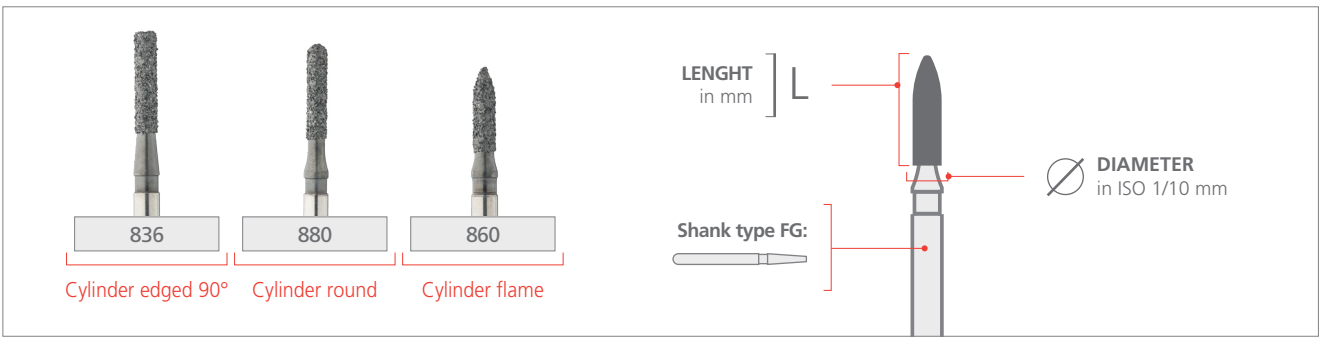 836
880
860
Cylinder edged 90°
Cylinder round
Cylinder flame
LENGHT
in mm
L
DIAMETER
in ISO 1/10 mm
Shank type FG: